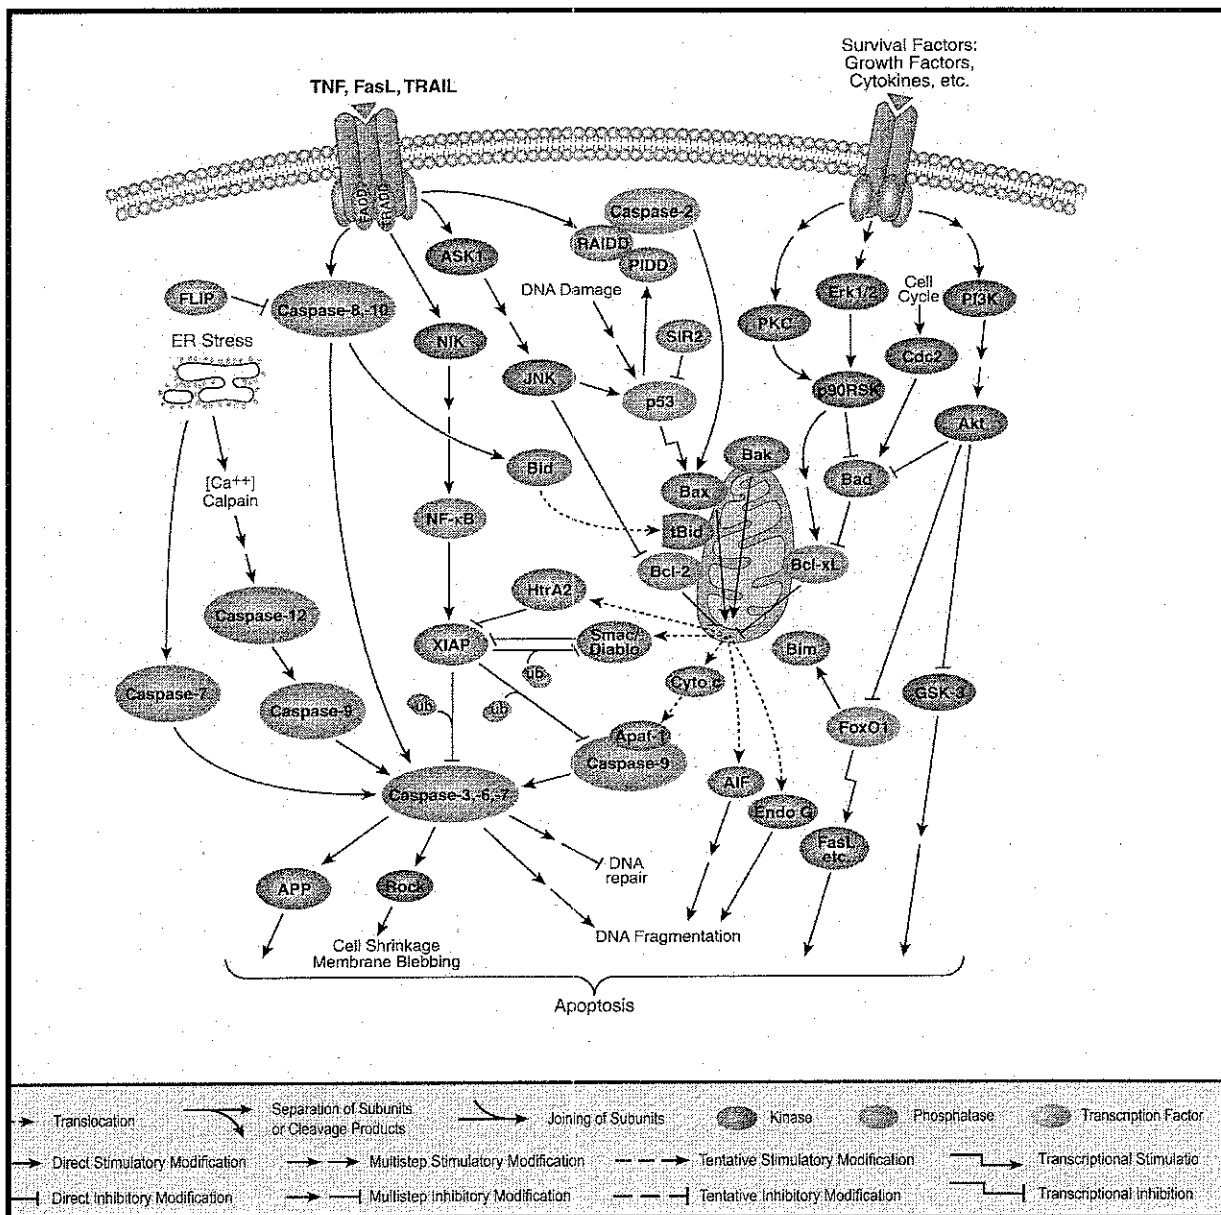 Survival Factors:
Growth Factors,
Cytokines, etc.
TNF, FasL, TRAIL
FADD
TRADD
Caspase-2
RAIDD
PIDD
ASK1
DNA Damage
FLIP
Caspase-8,-10
Erk1/2
Cell
Cycle
PI3K
PKC
SIR2
NIK
ER Stress
Cdc2
JNK
p53
p90RSK
Akt
Bid
Bak
Bad
[Ca++]
Calpain
Bax
NF-κB
tBid
Bcl-2
Bcl-xL
HtrA2
Caspase-12
XIAP
Smac/
Diablo
Bim
ub
Cyto c
Caspase-7
GSK-3
Caspase-9
ub
ub
Apaf-1
Caspase-9
FoxO1
AIF
Caspase-3,-6,-7
Endo G
FasL
etc.
DNA
repair
APP
Rock
DNA Fragmentation
Cell Shrinkage
Membrane Blebbing
Apoptosis
Translocation
Separation of Subunits
or Cleavage Products
Joining of Subunits
Kinase
Phosphatase
Transcription Factor
Direct Stimulatory Modification
Multistep Stimulatory Modification
Tentative Stimulatory Modification
Transcriptional Stimulatio
Direct Inhibitory Modification
Multistep Inhibitory Modification
Tentative Inhibitory Modification
Transcriptional Inhibition